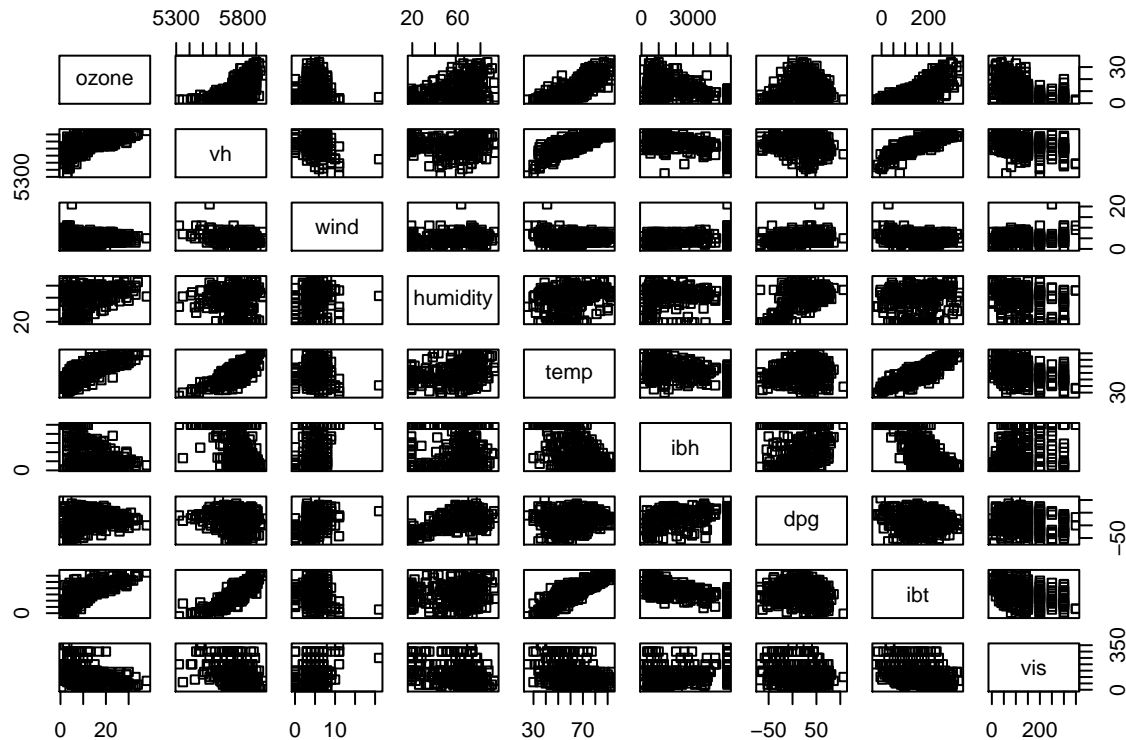 5300 5800 20 60 0 3000 0 200
ozone 0 30
5300 vh
wind 0 20
20 humidity
temp 30
0 ibh
dpg −50
0 ibt
vis 0 350
0 20 0 10 30 70 −50 50 0 200